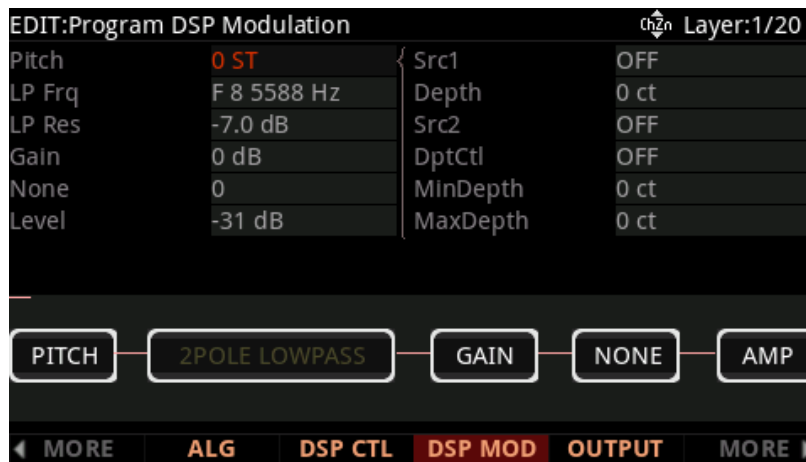 EDIT:Program DSP Modulation ChZn Layer:1/20
Pitch 0 ST Src1 OFF
LP Frq F 8 5588 Hz Depth 0 ct
LP Res -7.0 dB Src2 OFF
Gain 0 dB DptCtl OFF
None 0 MinDepth 0 ct
Level -31 dB MaxDepth 0 ct
PITCH 2POLE LOWPASS GAIN NONE AMP
MORE ALG DSP CTL DSP MOD OUTPUT MORE